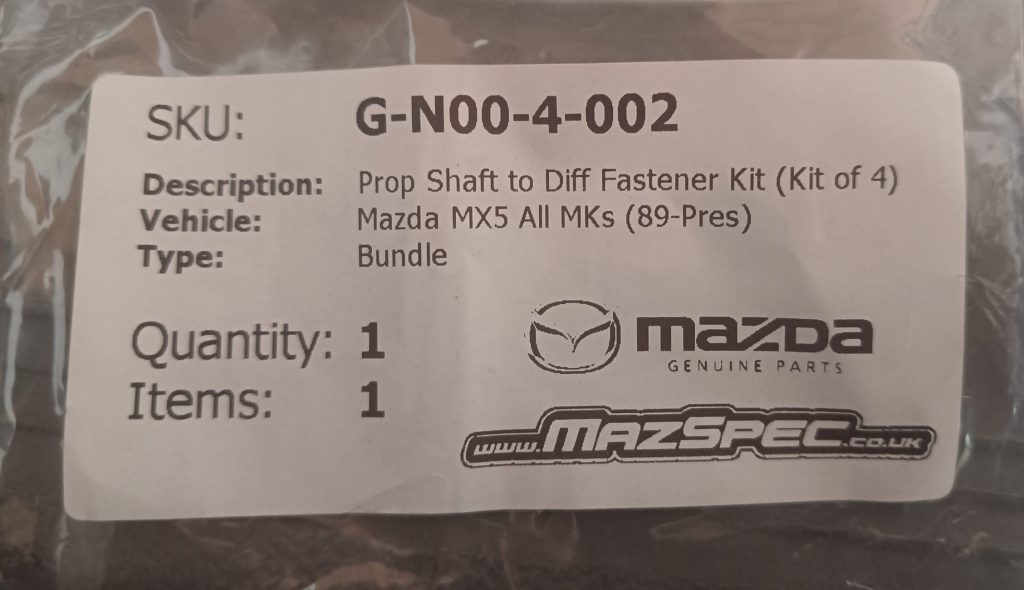 SKU: G-N00-4-002
Description: Prop Shaft to Diff Fastener Kit (Kit of 4)
Vehicle: Mazda MX5 All MKs (89-Pres)
Type: Bundle
Quantity: 1
Items: 1
mazda
GENUINE PARTS
www.MAZSPEC.co.uk